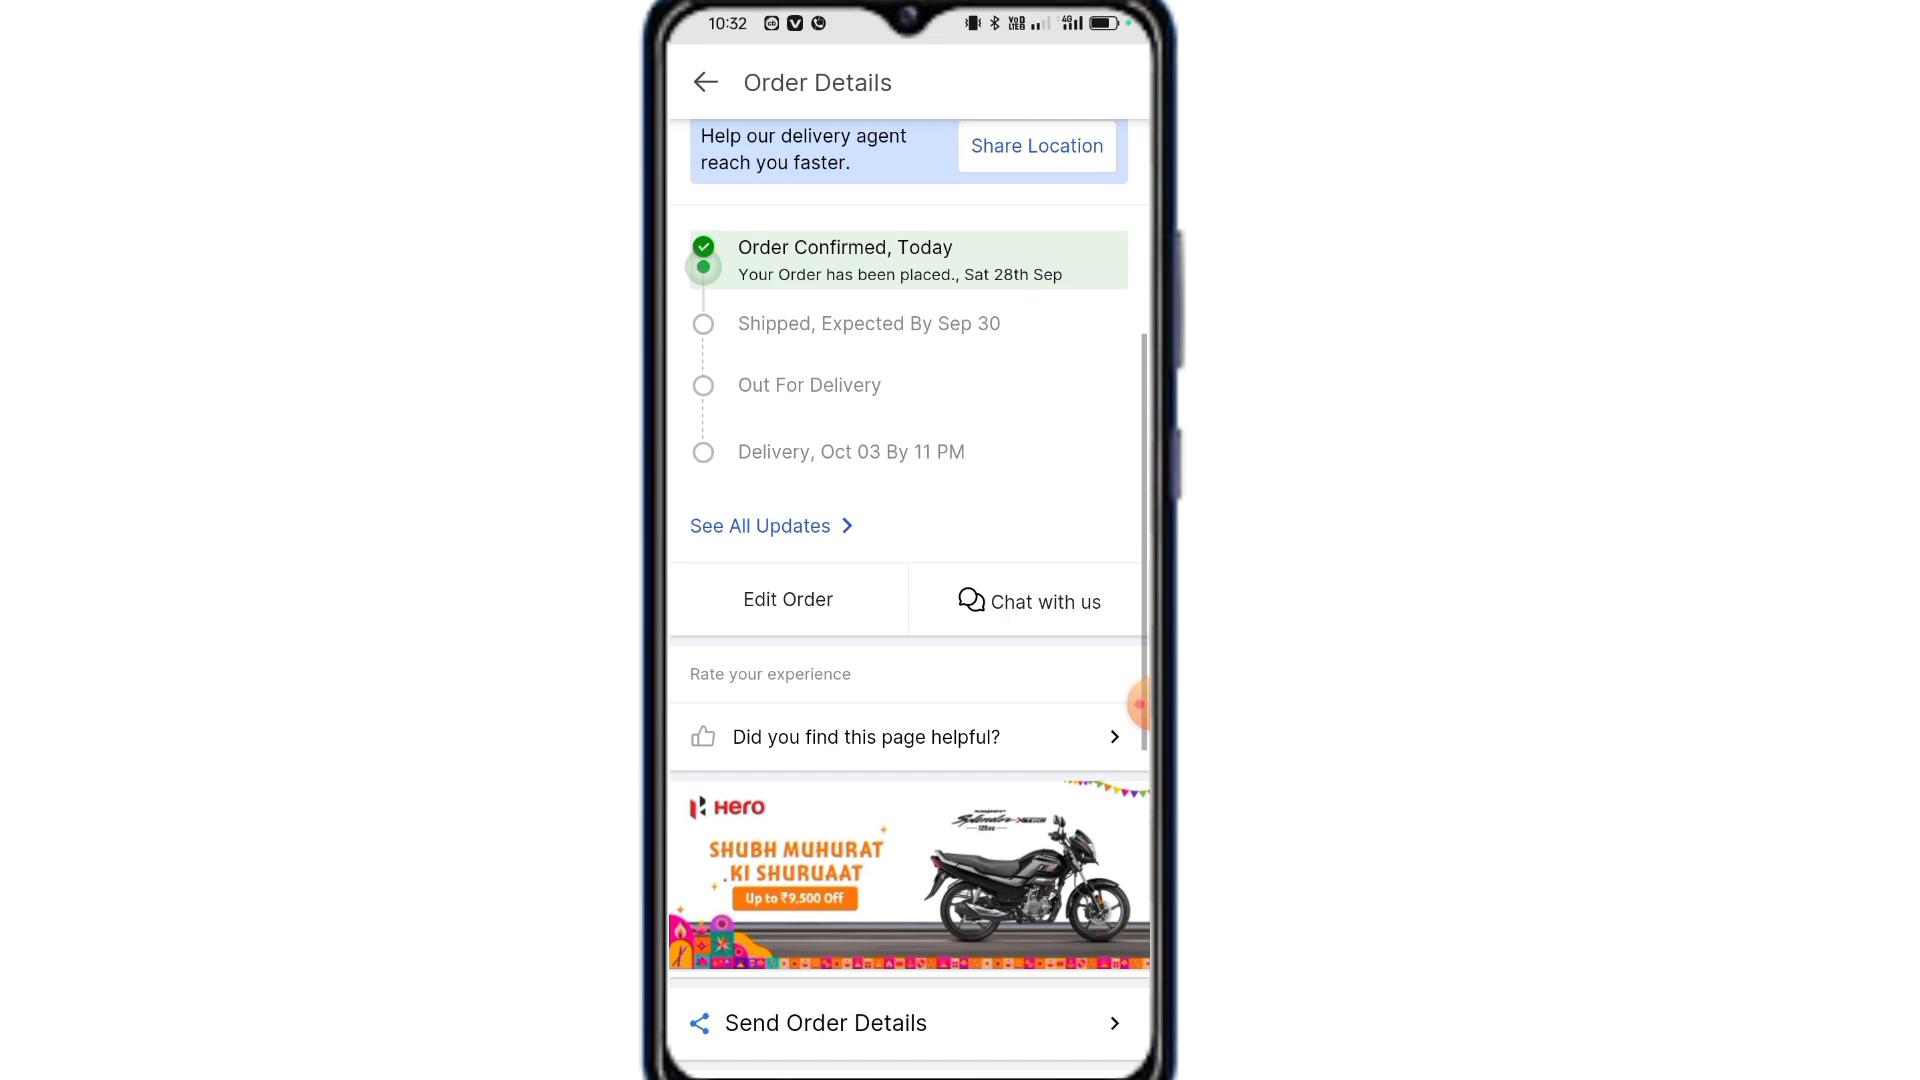 10:32
Order Details
Help our delivery agent
reach you faster.
Share Location
Order Confirmed, Today
Your Order has been placed., Sat 28th Sep
Shipped, Expected By Sep 30
Out For Delivery
Delivery, Oct 03 By 11 PM
See All Updates
Edit Order
Chat with us
Rate your experience
Did you find this page helpful?
Hero
Splendor XTEC
125cc
SHUBH MUHURAT
KI SHURUAAT
Up to ₹9,500 Off
Send Order Details